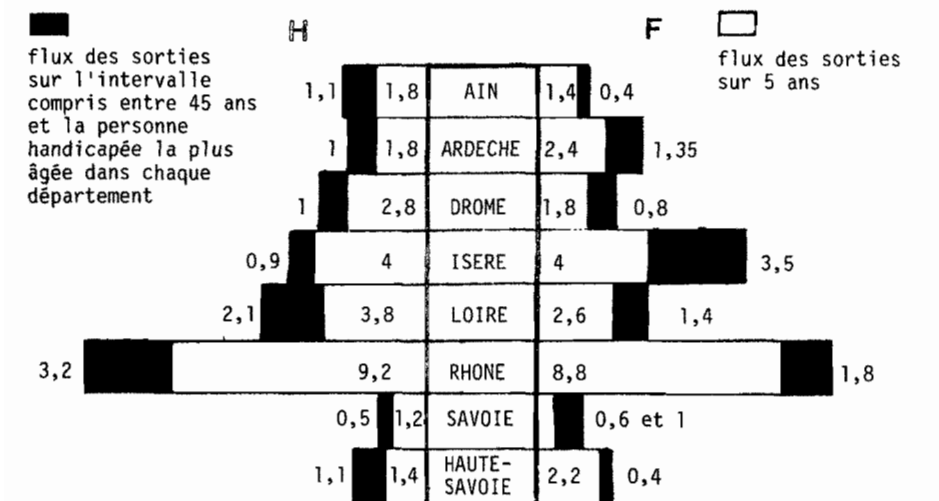 H F
flux des sorties
sur l'intervalle
compris entre 45 ans
et la personne
handicapée la plus
âgée dans chaque
département
flux des sorties
sur 5 ans
1,1 1,8 AIN 1,4 0,4
1 1,8 ARDECHE 2,4 1,35
1 2,8 DROME 1,8 0,8
0,9 4 ISERE 4 3,5
2,1 3,8 LOIRE 2,6 1,4
3,2 9,2 RHONE 8,8 1,8
0,5 1,2 SAVOIE 0,6 et 1
1,1 1,4 HAUTE- 2,2 0,4
SAVOIE